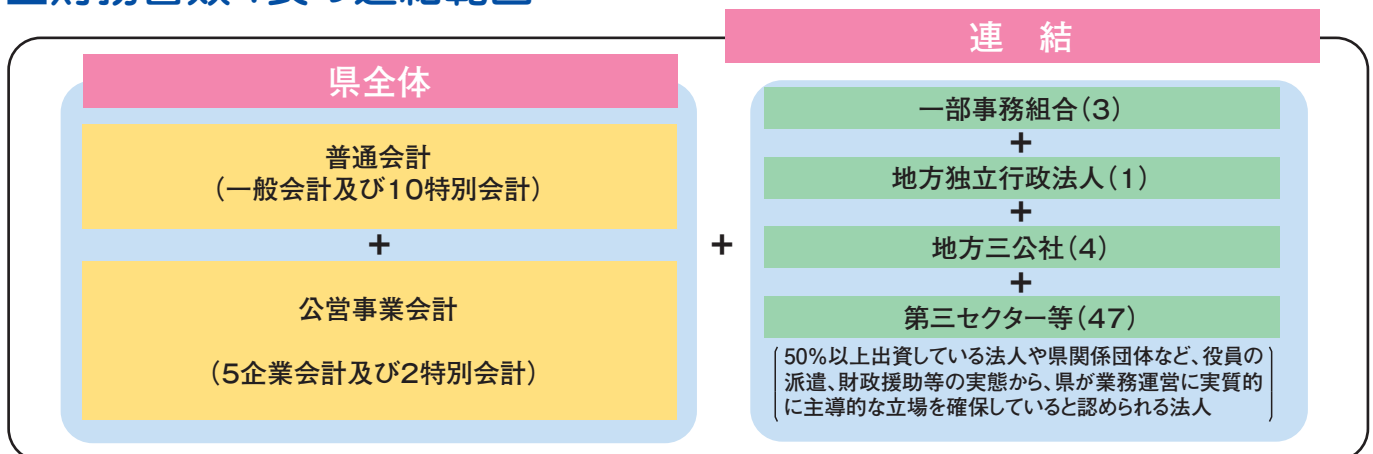 連 結
県全体
普通会計
(一般会計及び10特別会計)
+
公営事業会計
(5企業会計及び2特別会計)
+
一部事務組合(3)
+
地方独立行政法人(1)
+
地方三公社(4)
+
第三セクター等(47)
50%以上出資している法人や県関係団体など、役員の
派遣、財政援助等の実態から、県が業務運営に実質的
に主導的な立場を確保していると認められる法人